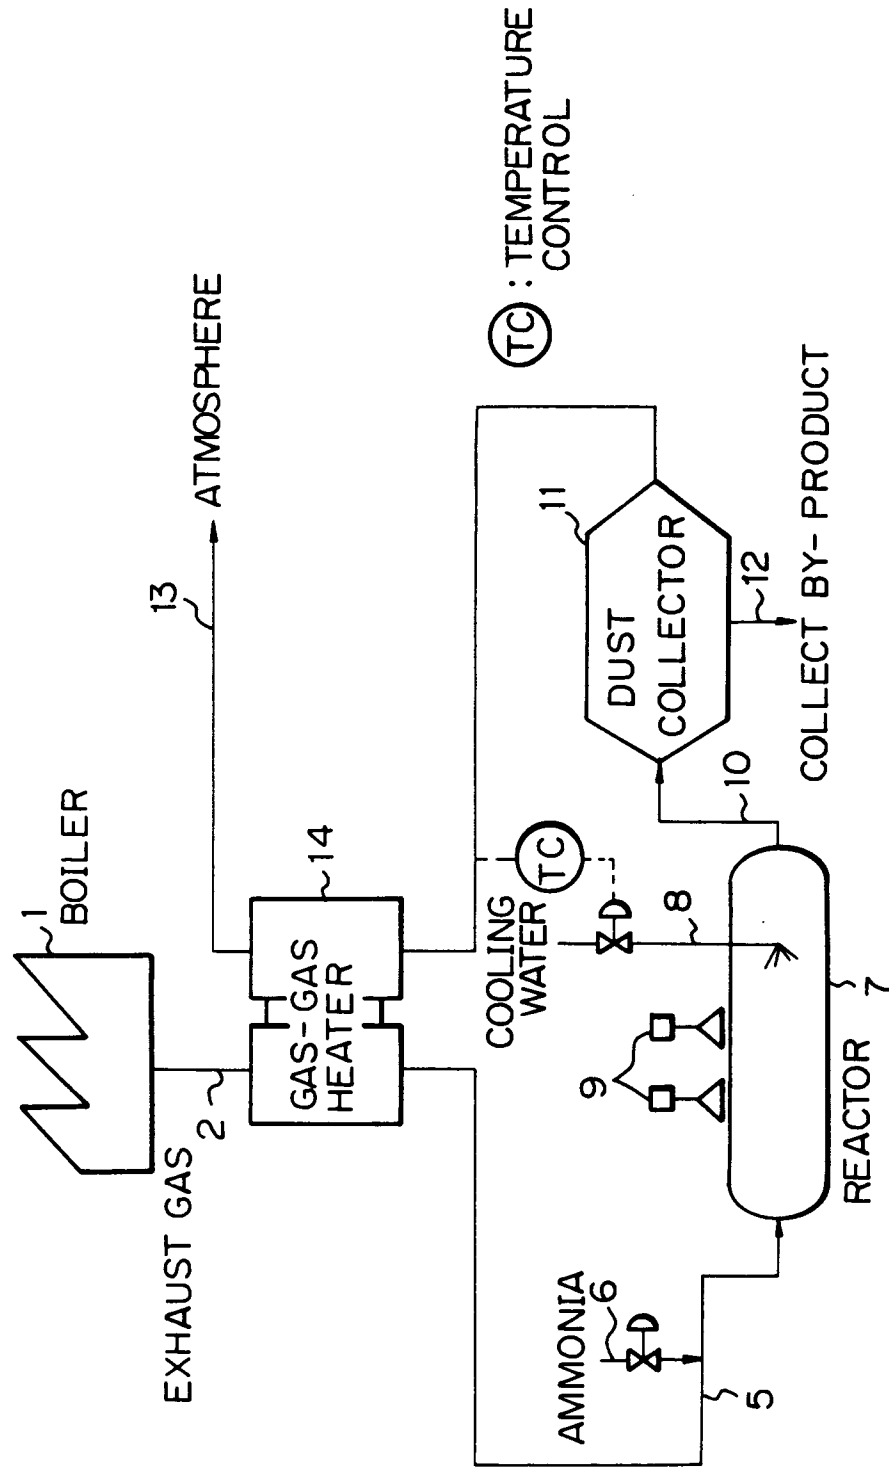 1
BOILER
EXHAUST GAS
2
GAS-GAS
HEATER
14
13
ATMOSPHERE
TC : TEMPERATURE
CONTROL
COOLING
WATER
TC
AMMONIA
6
5
9
8
REACTOR
7
10
DUST
COLLECTOR
11
12
COLLECT BY-PRODUCT